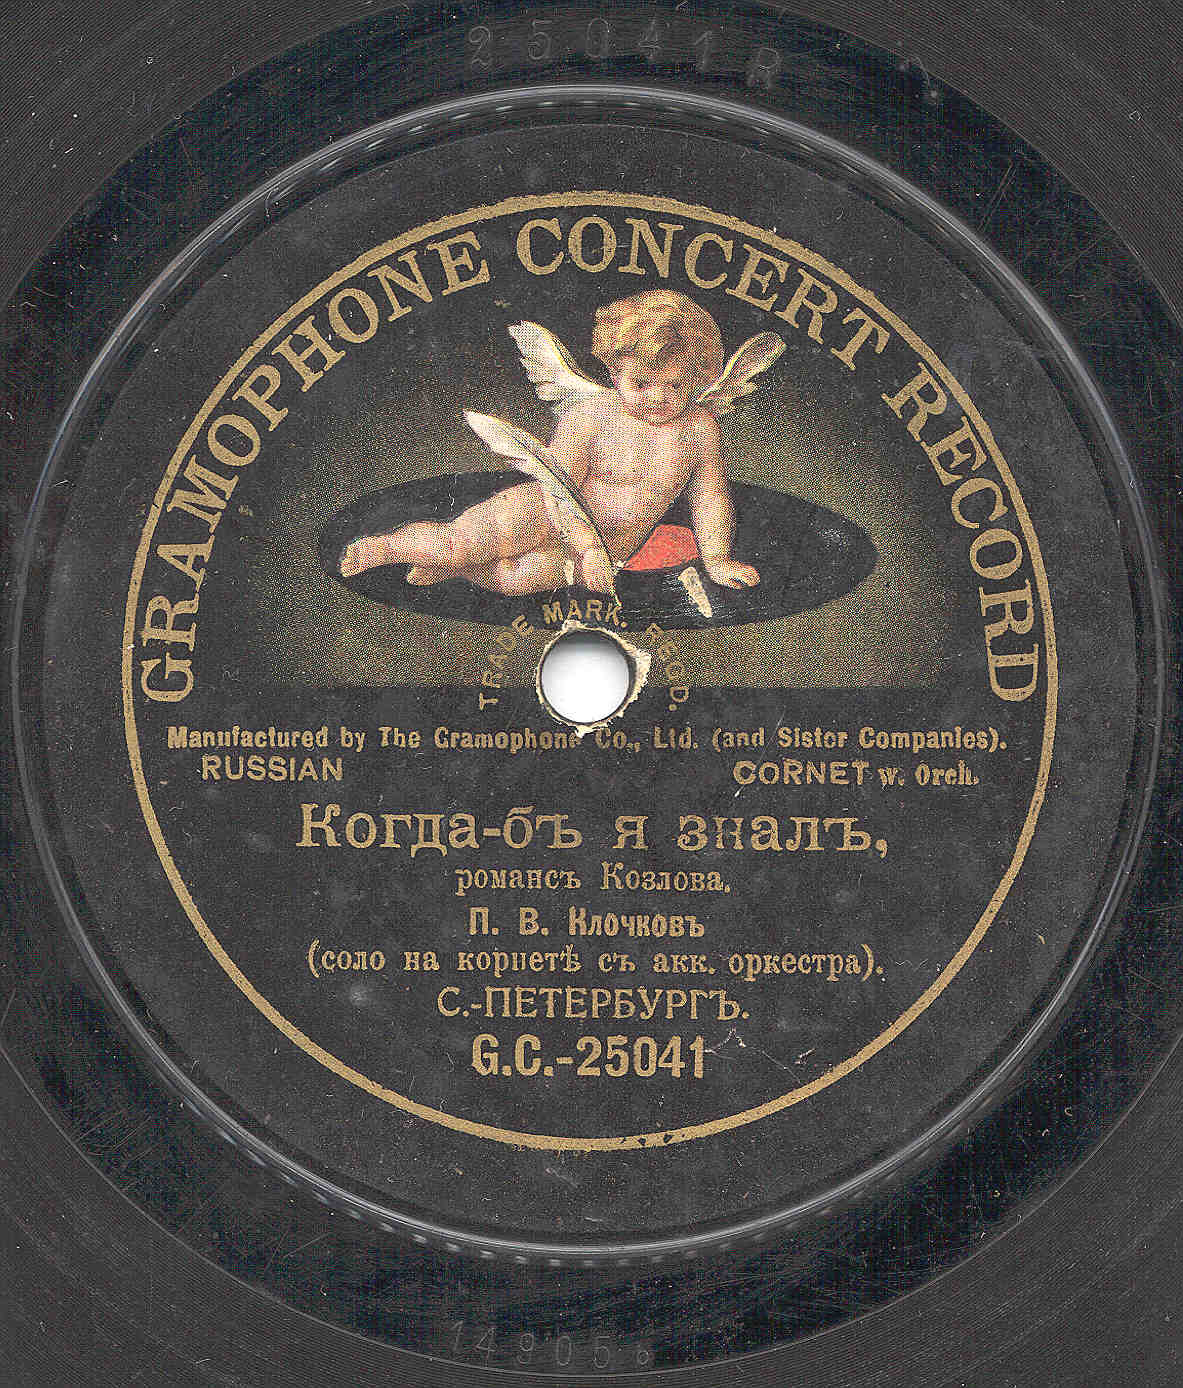 25041R
GRAMOPHONE CONCERT RECORD
TRADE MARK. REGD.
Manufactured by The Gramophone Co., Ltd. (and Sister Companies).
RUSSIAN
CORNET w. Orch.
Когда-бъ я зналъ,
романсъ Козлова.
П. В. Клочковъ
(соло на корнетѣ съ акк. оркестра).
С.-ПЕТЕРБУРГЪ.
G.C.-25041